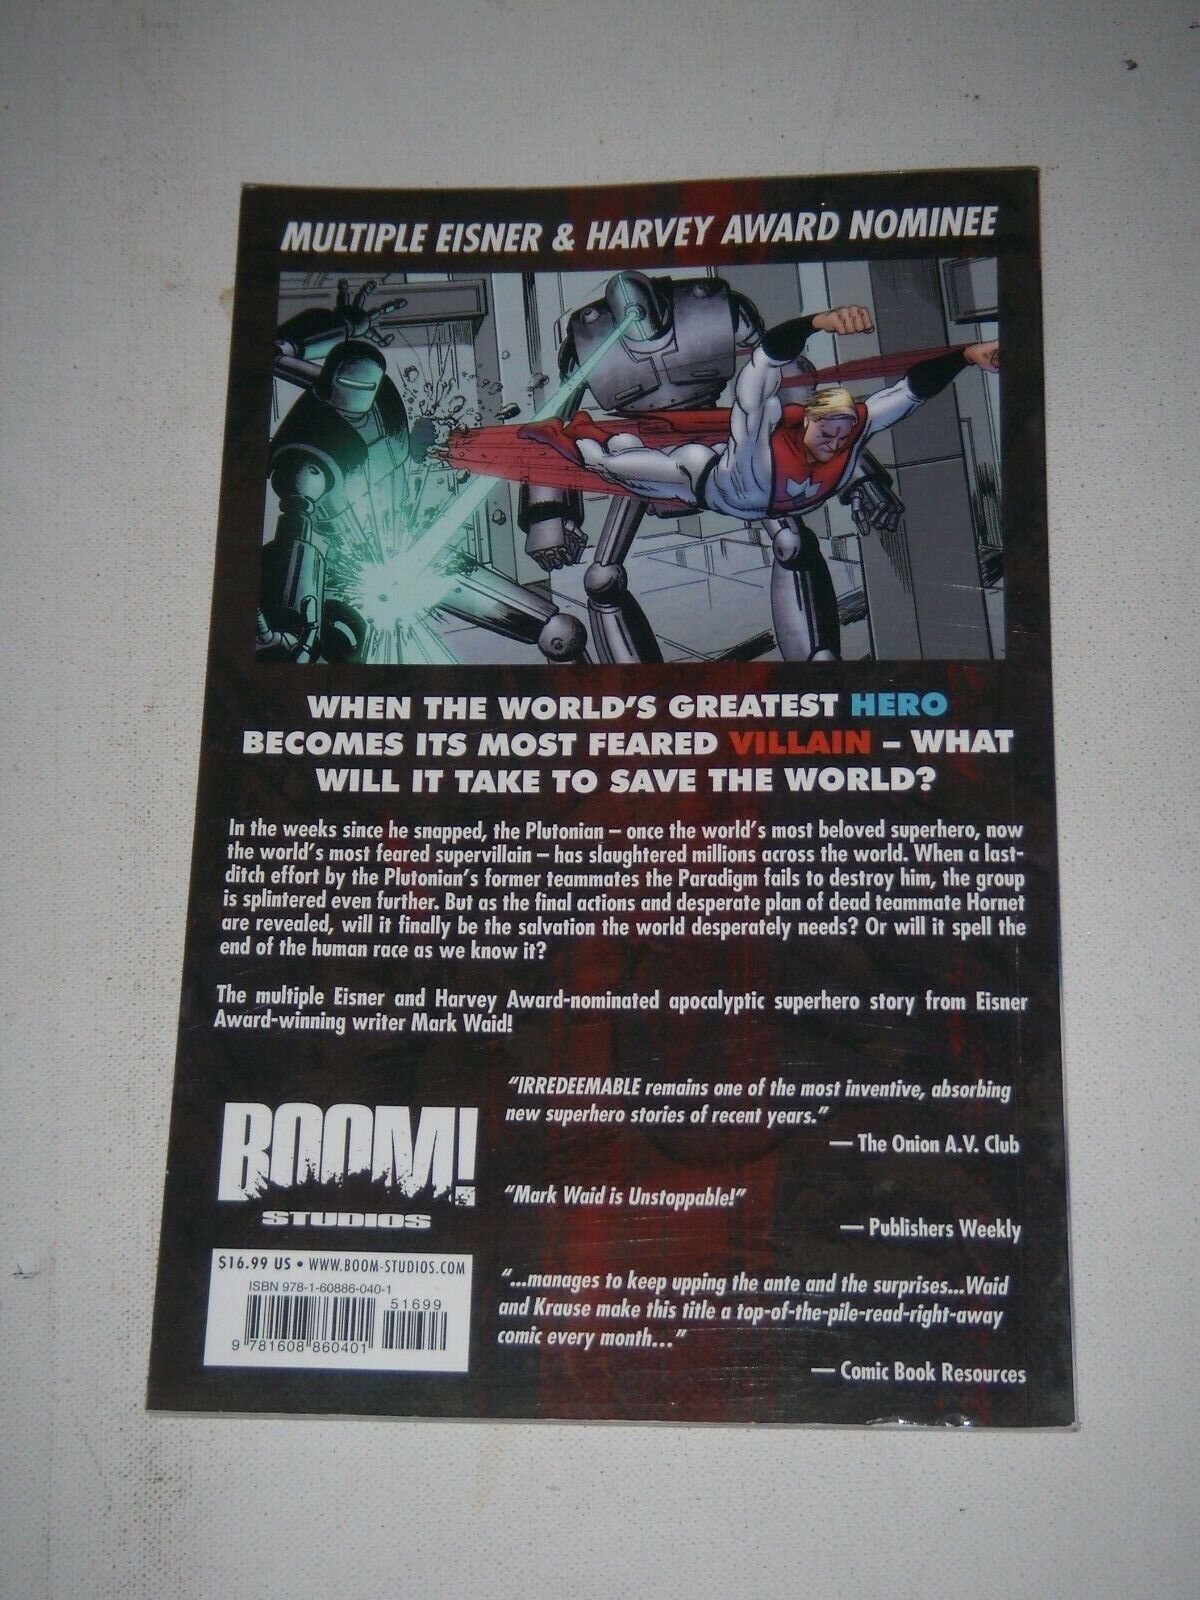 MULTIPLE EISNER & HARVEY AWARD NOMINEE
WHEN THE WORLD'S GREATEST HERO
BECOMES ITS MOST FEARED VILLAIN – WHAT
WILL IT TAKE TO SAVE THE WORLD?
In the weeks since he snapped, the Plutonian – once the world's most beloved superhero, now
the world's most feared supervillain – has slaughtered millions across the world. When a last-
ditch effort by the Plutonian's former teammates the Paradigm fails to destroy him, the group
is splintered even further. But as the final actions and desperate plan of dead teammate Hornet
are revealed, will it finally be the salvation the world desperately needs? Or will it spell the
end of the human race as we know it?
The multiple Eisner and Harvey Award-nominated apocalyptic superhero story from Eisner
Award-winning writer Mark Waid!
"IRREDEEMABLE remains one of the most inventive, absorbing
new superhero stories of recent years."
— The Onion A.V. Club
"Mark Waid is Unstoppable!"
— Publishers Weekly
"...manages to keep upping the ante and the surprises...Waid
and Krause make this title a top-of-the-pile-read-right-away
comic every month..."
— Comic Book Resources
BOOM!
STUDIOS
$16.99 US • WWW.BOOM-STUDIOS.COM
ISBN 978-1-60886-040-1
51699
9 781608 860401